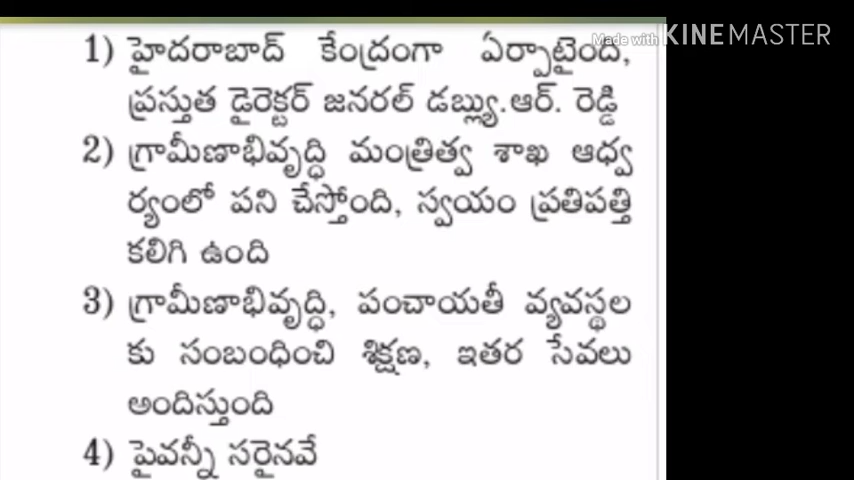 Made with KINEMASTER
1) హైదరాబాద్ కేంద్రంగా ఏర్పాటైంది,
ప్రస్తుత డైరెక్టర్ జనరల్ డబ్ల్యు.ఆర్. రెడ్డి
2) గ్రామీణాభివృద్ధి మంత్రిత్వ శాఖ ఆధ్వ
ర్యంలో పని చేస్తోంది, స్వయం ప్రతిపత్తి
కలిగి ఉంది
3) గ్రామీణాభివృద్ధి, పంచాయతీ వ్యవస్థల
కు సంబంధించి శిక్షణ, ఇతర సేవలు
అందిస్తుంది
4) పైవన్నీ సరైనవే